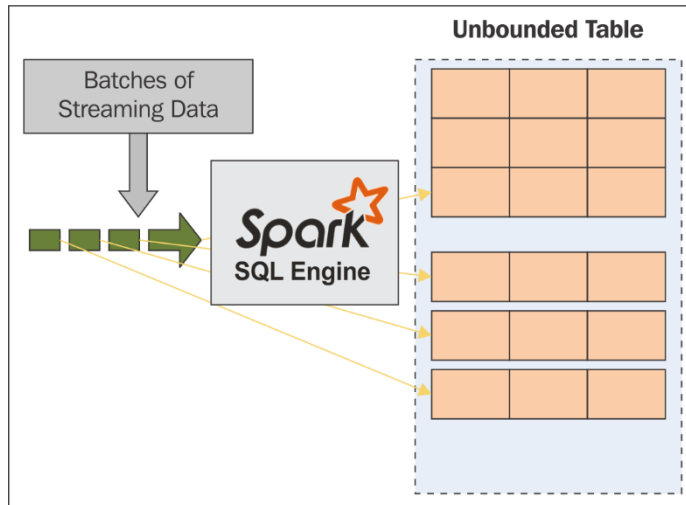 Unbounded Table
Batches of
Streaming Data
Spark
SQL Engine